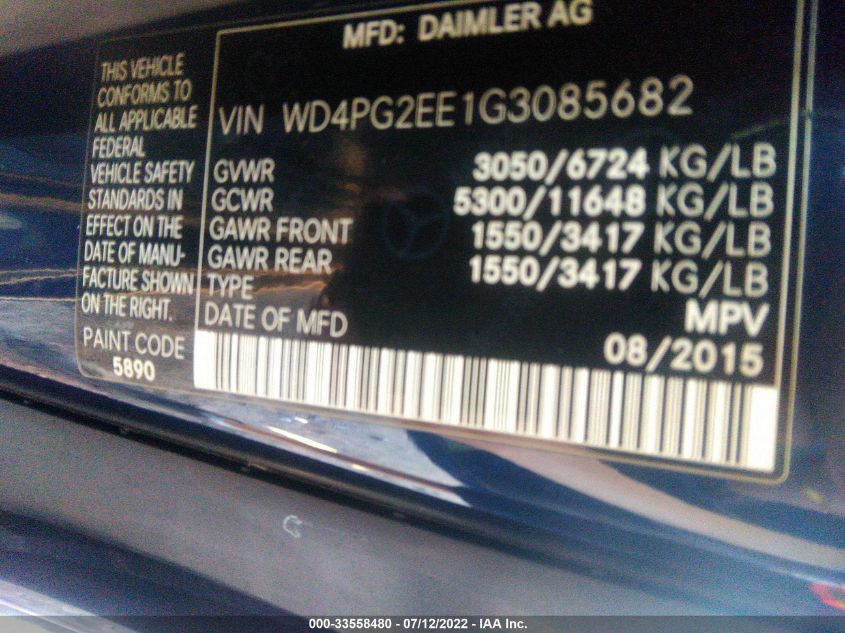 MFD: DAIMLER AG
THIS VEHICLE
CONFORMS TO
ALL APPLICABLE
FEDERAL
VEHICLE SAFETY
STANDARDS IN
EFFECT ON THE
DATE OF MANU-
FACTURE SHOWN
ON THE RIGHT.
PAINT CODE
5890
VIN WD4PG2EE1G3085682
GVWR 3050/6724 KG/LB
GCWR 5300/11648 KG/LB
GAWR FRONT 1550/3417 KG/LB
GAWR REAR 1550/3417 KG/LB
TYPE MPV
DATE OF MFD 08/2015
000-33558480 - 07/12/2022 - IAA Inc.